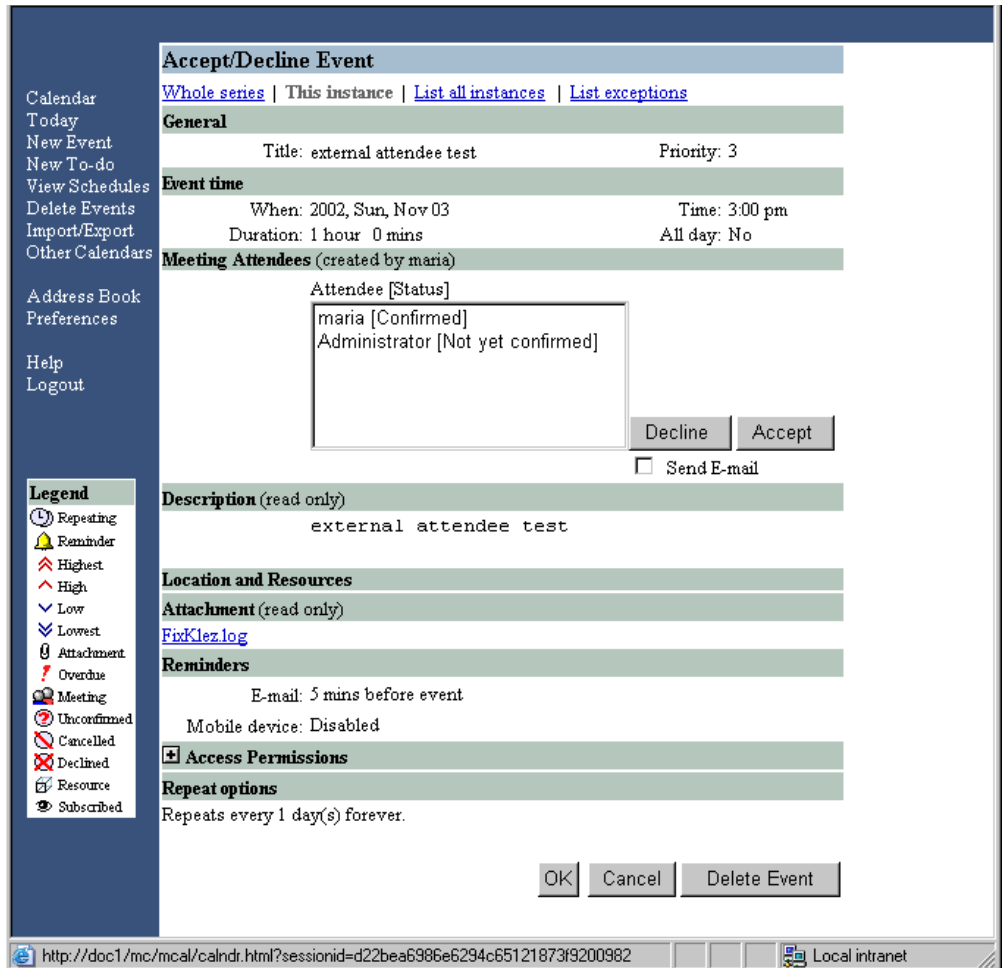 Accept/Decline Event
Whole series | This instance | List all instances | List exceptions
Calendar
Today
New Event
New To-do
View Schedules
Delete Events
Import/Export
Other Calendars
Address Book
Preferences
Help
Logout
Legend
Repeating
Reminder
Highest
High
Low
Lowest
Attachment
Overdue
Meeting
Unconfirmed
Cancelled
Declined
Resource
Subscribed
General
Title: external attendee test Priority: 3
Event time
When: 2002, Sun, Nov 03 Time: 3:00 pm
Duration: 1 hour 0 mins All day: No
Meeting Attendees (created by maria)
Attendee [Status]
maria [Confirmed]
Administrator [Not yet confirmed]
Decline Accept
Send E-mail
Description (read only)
external attendee test
Location and Resources
Attachment (read only)
FixKlez.log
Reminders
E-mail: 5 mins before event
Mobile device: Disabled
Access Permissions
Repeat options
Repeats every 1 day(s) forever.
OK Cancel Delete Event
http://doc1/mc/mcal/calndr.html?sessionid=d22bea6986e6294c65121873f9200982 Local intranet